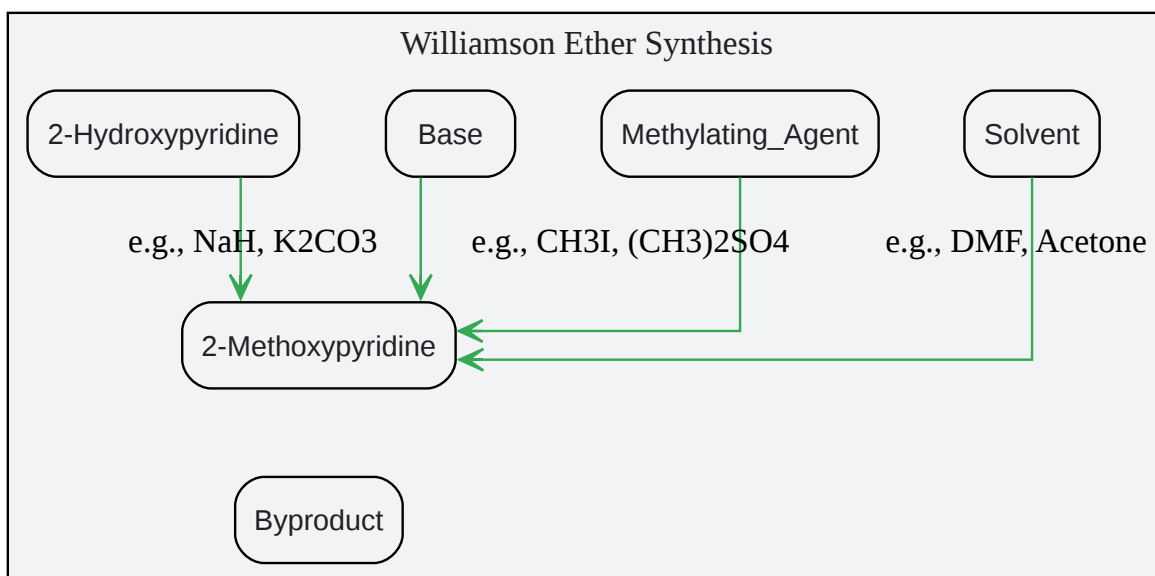 Williamson Ether Synthesis
2-Hydroxypyridine
Base
Methylating_Agent
Solvent
e.g., NaH, K2CO3
e.g., CH3I, (CH3)2SO4
e.g., DMF, Acetone
2-Methoxypyridine
Byproduct